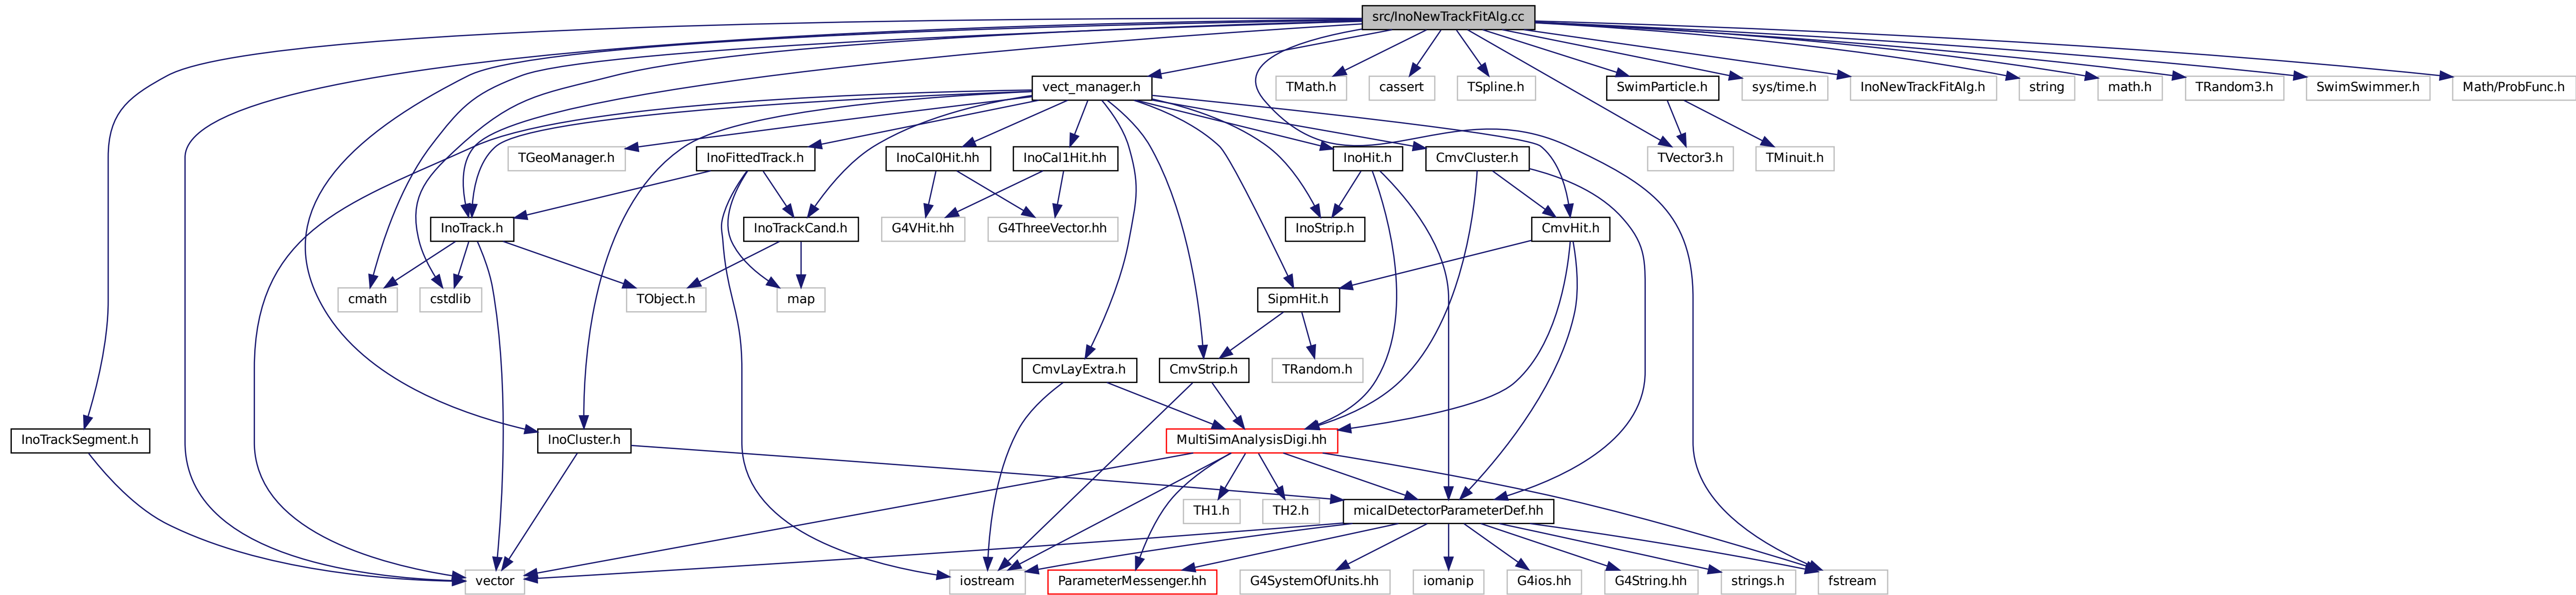 src/InoNewTrackFitAlg.cc
vect_manager.h
TMath.h
cassert
TSpline.h
SwimParticle.h
sys/time.h
InoNewTrackFitAlg.h
string
math.h
TRandom3.h
SwimSwimmer.h
Math/ProbFunc.h
TGeoManager.h
InoFittedTrack.h
InoCal0Hit.hh
InoCal1Hit.hh
InoHit.h
CmvCluster.h
TVector3.h
TMinuit.h
InoTrack.h
InoTrackCand.h
G4VHit.hh
G4ThreeVector.hh
InoStrip.h
CmvHit.h
cmath
cstdlib
TObject.h
map
SipmHit.h
CmvLayExtra.h
CmvStrip.h
TRandom.h
InoTrackSegment.h
InoCluster.h
MultiSimAnalysisDigi.hh
TH1.h
TH2.h
micalDetectorParameterDef.hh
vector
iostream
ParameterMessenger.hh
G4SystemOfUnits.hh
iomanip
G4ios.hh
G4String.hh
strings.h
fstream